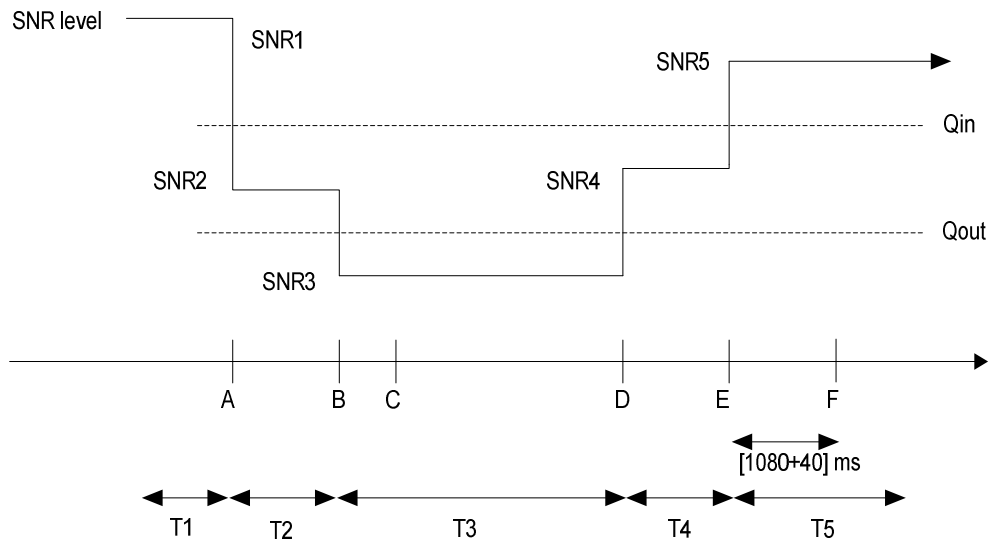 SNR level
SNR1
SNR5
Qin
SNR2
SNR4
Qout
SNR3
A B C D E F
[1080+40] ms
T1 T2 T3 T4 T5